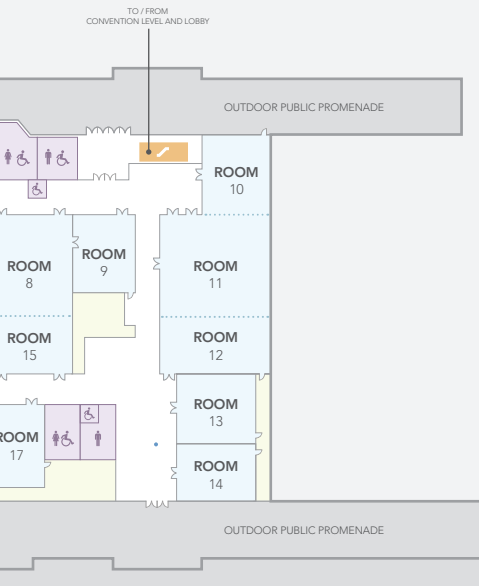 TO / FROM
CONVENTION LEVEL AND LOBBY
OUTDOOR PUBLIC PROMENADE
ROOM
10
ROOM
9
ROOM
8
ROOM
11
ROOM
15
ROOM
12
ROOM
13
ROOM
17
ROOM
14
OUTDOOR PUBLIC PROMENADE